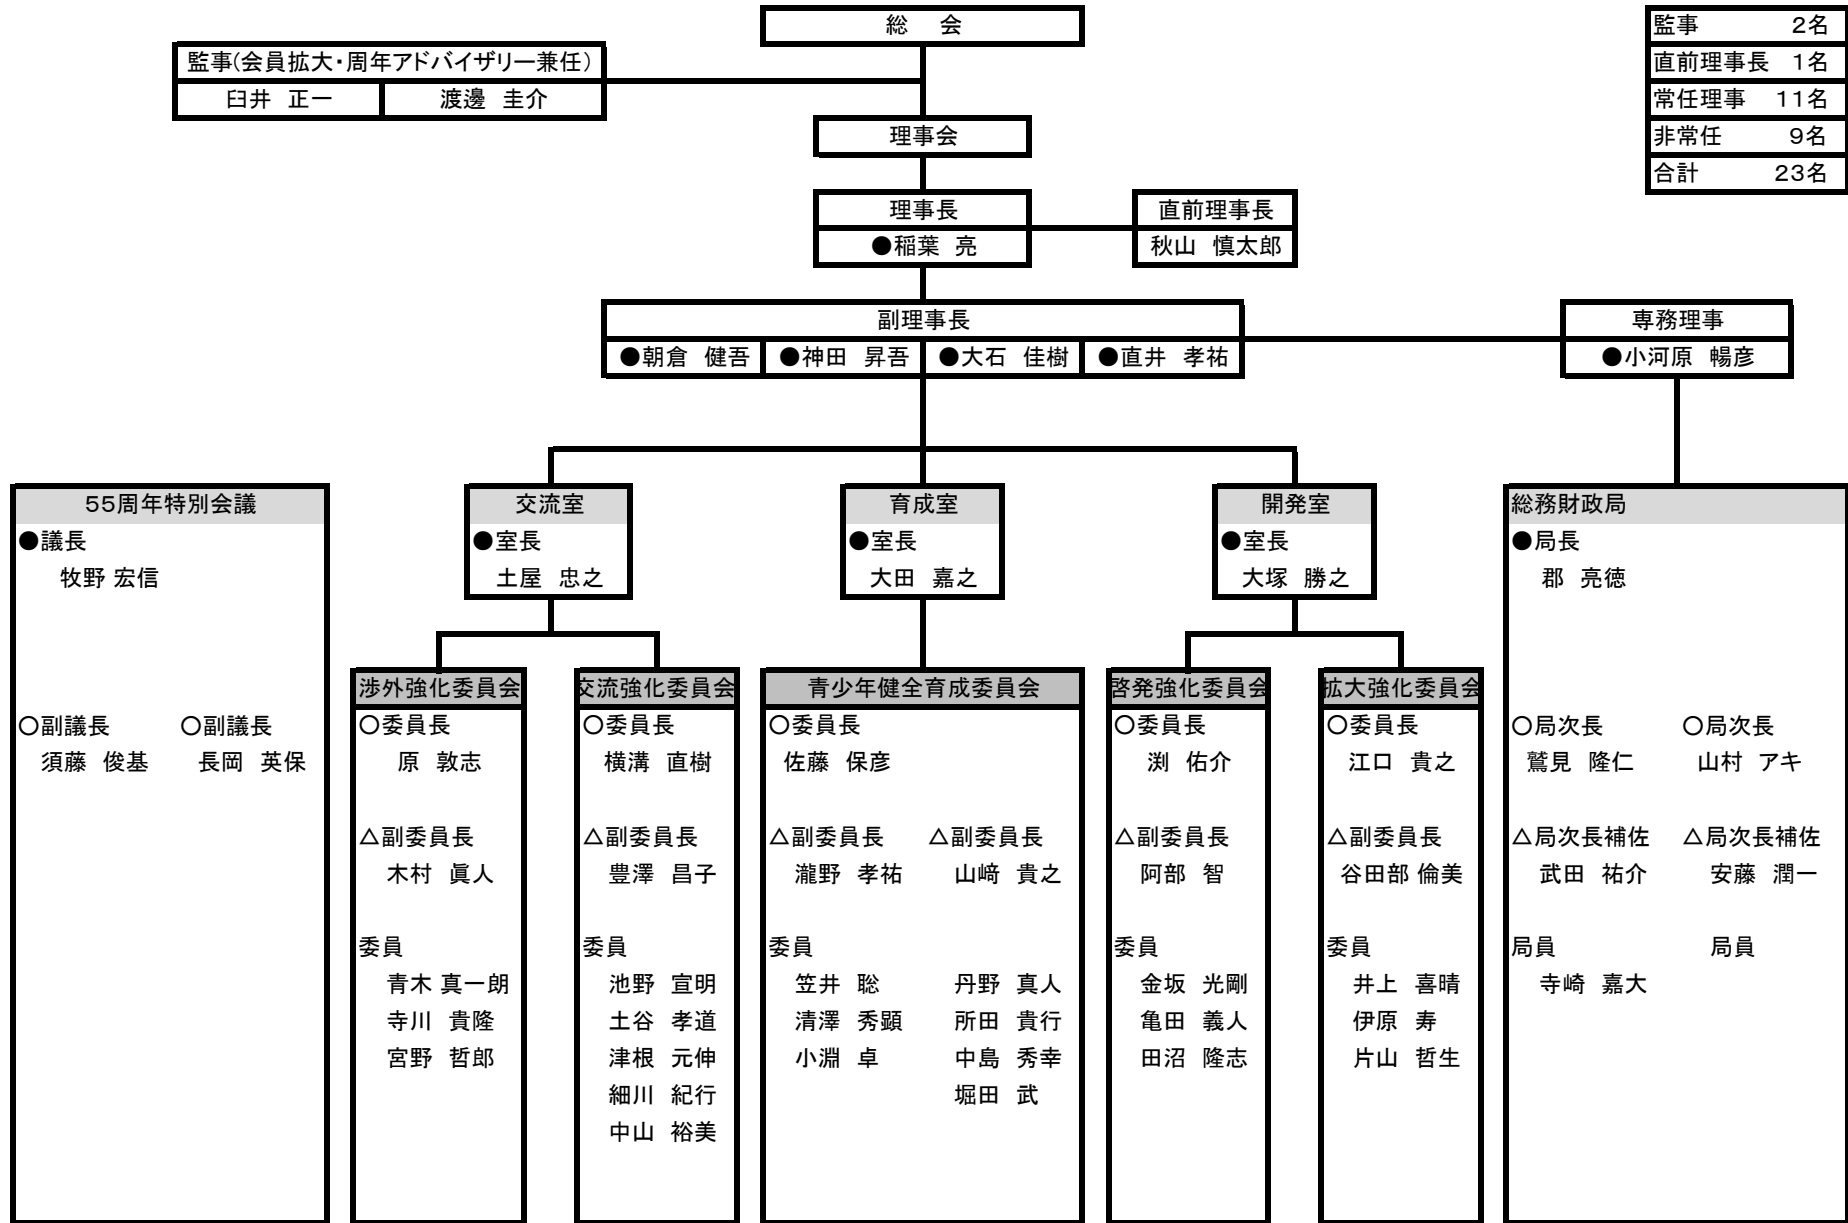 総　会
監事(会員拡大・周年アドバイザリー兼任)
臼井 正一　渡邊 圭介
監事　2名
直前理事長　1名
常任理事　11名
非常任　9名
合計　23名
理事会
理事長
●稲葉 亮
直前理事長
秋山 慎太郎
副理事長
●朝倉 健吾　●神田 昇吾　●大石 佳樹　●直井 孝祐
専務理事
●小河原 暢彦
55周年特別会議
●議長
牧野 宏信
○副議長　○副議長
須藤 俊基　長岡 英保
交流室
●室長
土屋 忠之
渉外強化委員会
○委員長
原 敦志
△副委員長
木村 眞人
委員
青木 真一朗
寺川 貴隆
宮野 哲郎
交流強化委員会
○委員長
横溝 直樹
△副委員長
豊澤 昌子
委員
池野 宣明
土谷 孝道
津根 元伸
細川 紀行
中山 裕美
育成室
●室長
大田 嘉之
青少年健全育成委員会
○委員長
佐藤 保彦
△副委員長　△副委員長
瀧野 孝祐　山﨑 貴之
委員
笠井 聡　丹野 真人
清澤 秀顕　所田 貴行
小淵 卓　中島 秀幸
堀田 武
開発室
●室長
大塚 勝之
啓発強化委員会
○委員長
渕 佑介
△副委員長
阿部 智
委員
金坂 光剛
亀田 義人
田沼 隆志
拡大強化委員会
○委員長
江口 貴之
△副委員長
谷田部 倫美
委員
井上 喜晴
伊原 寿
片山 哲生
総務財政局
●局長
郡 亮徳
○局次長　○局次長
鷲見 隆仁　山村 アキ
△局次長補佐　△局次長補佐
武田 祐介　安藤 潤一
局員　局員
寺崎 嘉大